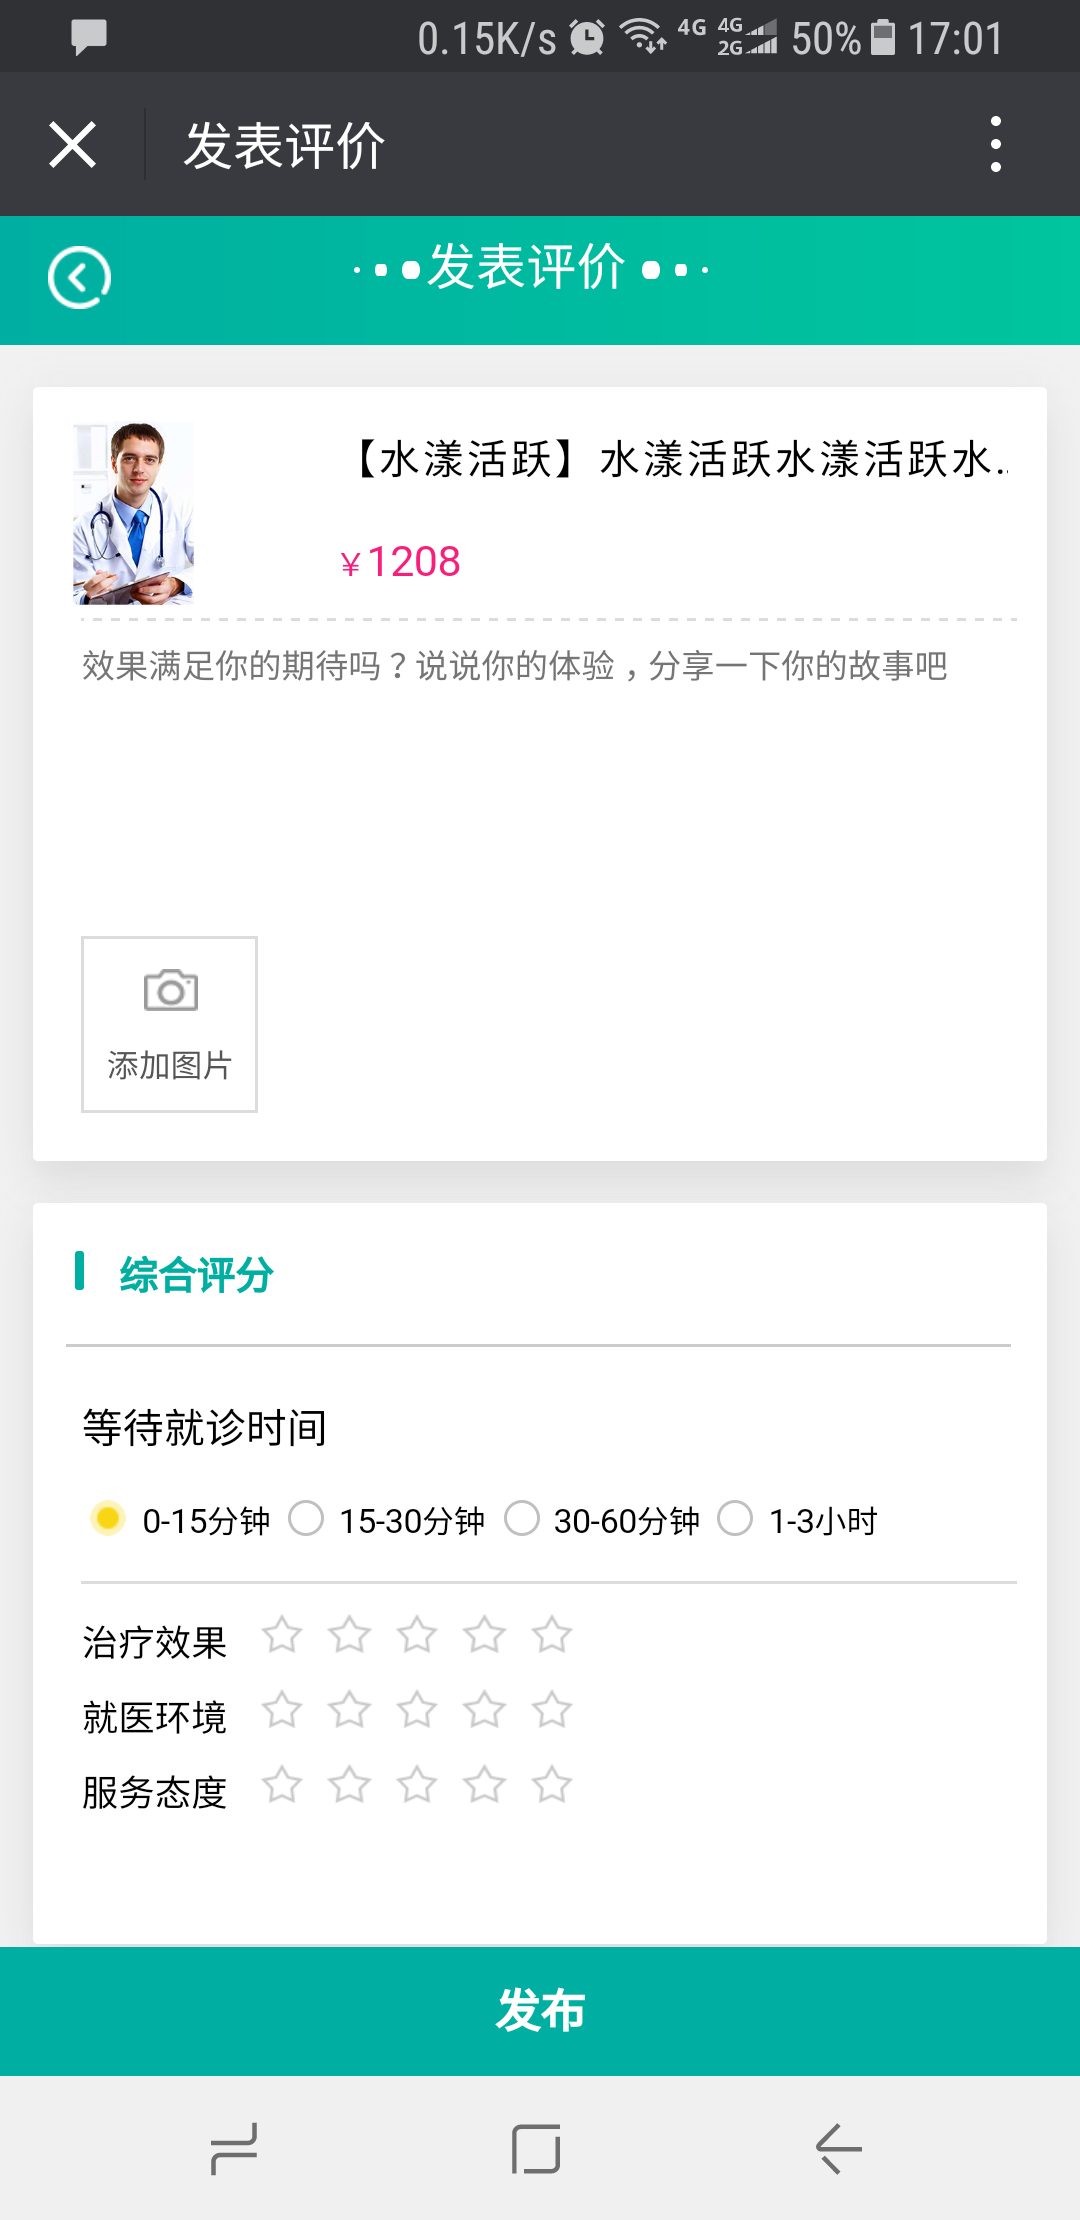 0.15K/s 4G 4G 2G 50% 17:01
发表评价
发表评价
【水漾活跃】水漾活跃水漾活跃水..
¥1208
效果满足你的期待吗？说说你的体验，分享一下你的故事吧
添加图片
综合评分
等待就诊时间
0-15分钟 15-30分钟 30-60分钟 1-3小时
治疗效果
就医环境
服务态度
发布